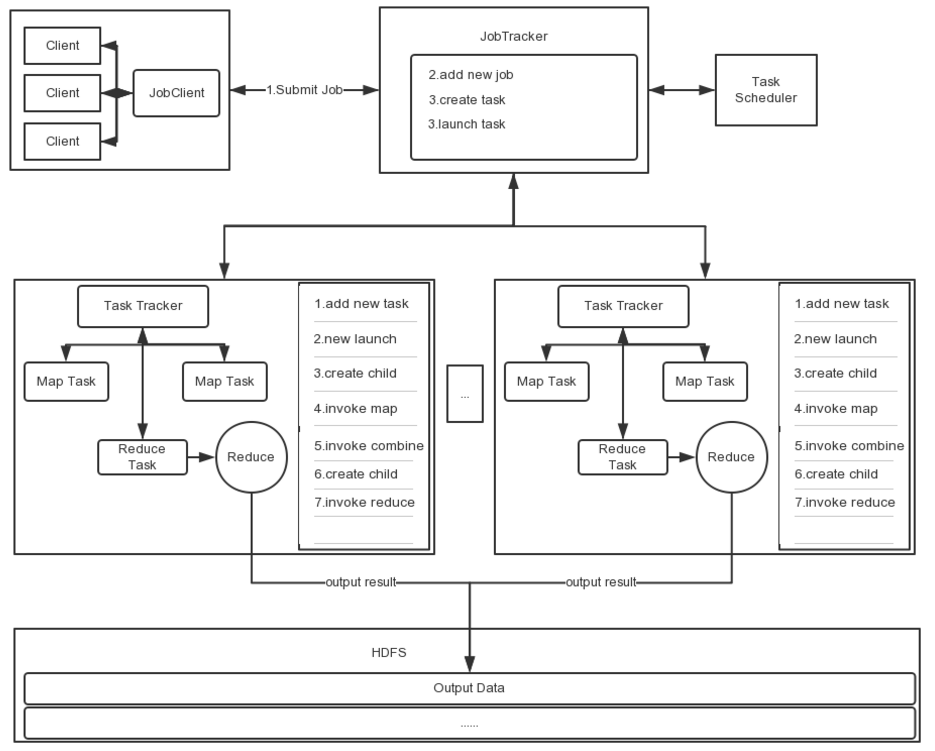 Client
Client
Client
JobClient
1.Submit Job
JobTracker
2.add new job
3.create task
3.launch task
Task
Scheduler
Task Tracker
Map Task
Map Task
Reduce
Task
Reduce
1.add new task
2.new launch
3.create child
4.invoke map
5.invoke combine
6.create child
7.invoke reduce
...
Task Tracker
Map Task
Map Task
Reduce
Task
Reduce
1.add new task
2.new launch
3.create child
4.invoke map
5.invoke combine
6.create child
7.invoke reduce
output result
output result
HDFS
Output Data
......